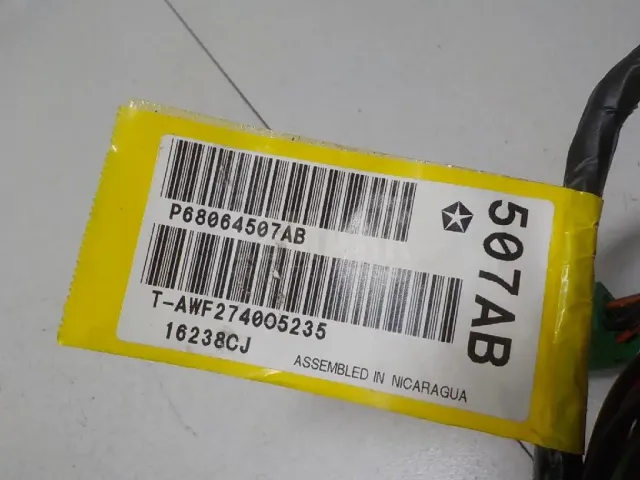 P68064507AB
T-AWF274005235
16238CJ
ASSEMBLED IN NICARAGUA
507AB